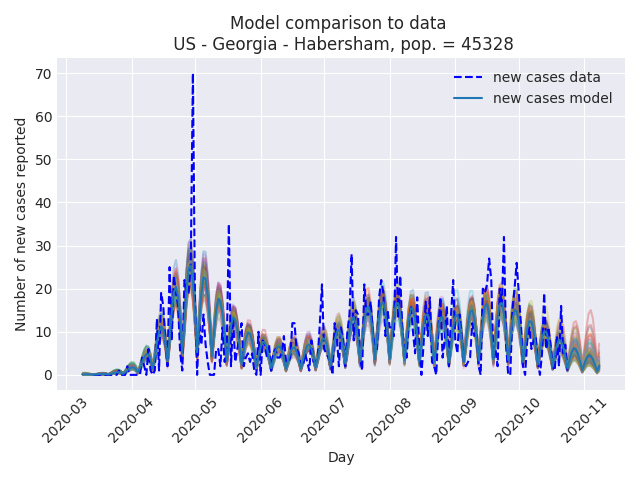 Model comparison to data
US - Georgia - Habersham, pop. = 45328
new cases data
new cases model
Number of new cases reported
70
60
50
40
30
20
10
0
2020-03
2020-04
2020-05
2020-06
2020-07
2020-08
2020-09
2020-10
2020-11
Day